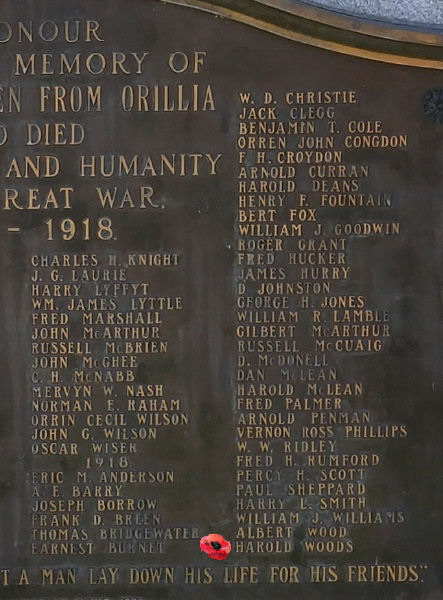 ONOUR
MEMORY OF
EN FROM ORILLIA
O DIED
AND HUMANITY
REAT WAR.
- 1918.
CHARLES H. KNIGHT
J. G. LAURIE
HARRY LYFFYT
WM. JAMES LYTTLE
FRED MARSHALL
JOHN McARTHUR
RUSSELL McBRIEN
JOHN McGHEE
C. H. McNABB
MERVYN W. NASH
NORMAN E. RAHAM
ORRIN CECIL WILSON
JOHN G. WILSON
OSCAR WISER
1918.
ERIC M. ANDERSON
A. E. BARRY
JOSEPH BORROW
FRANK D. BREEN
THOMAS BRIDGEWATER
EARNEST BURNET
W. D. CHRISTIE
JACK CLEGG
BENJAMIN T. COLE
ORREN JOHN CONGDON
F. H. CROYDON
ARNOLD CURRAN
HAROLD DEANS
HENRY F. FOUNTAIN
BERT FOX
WILLIAM J. GOODWIN
ROGER GRANT
FRED HUCKER
JAMES HURRY
D JOHNSTON
GEORGE H. JONES
WILLIAM R. LAMBLE
GILBERT McARTHUR
RUSSELL McCUAIG
D. McDONELL
DAN McLEAN
HAROLD McLEAN
FRED PALMER
ARNOLD PENMAN
VERNON ROSS PHILLIPS
W. W. RIDLEY
FRED H. RUMFORD
PERCY H. SCOTT
PAUL SHEPPARD
HARRY L. SMITH
WILLIAM J. WILLIAMS
ALBERT WOOD
HAROLD WOODS
T A MAN LAY DOWN HIS LIFE FOR HIS FRIENDS."